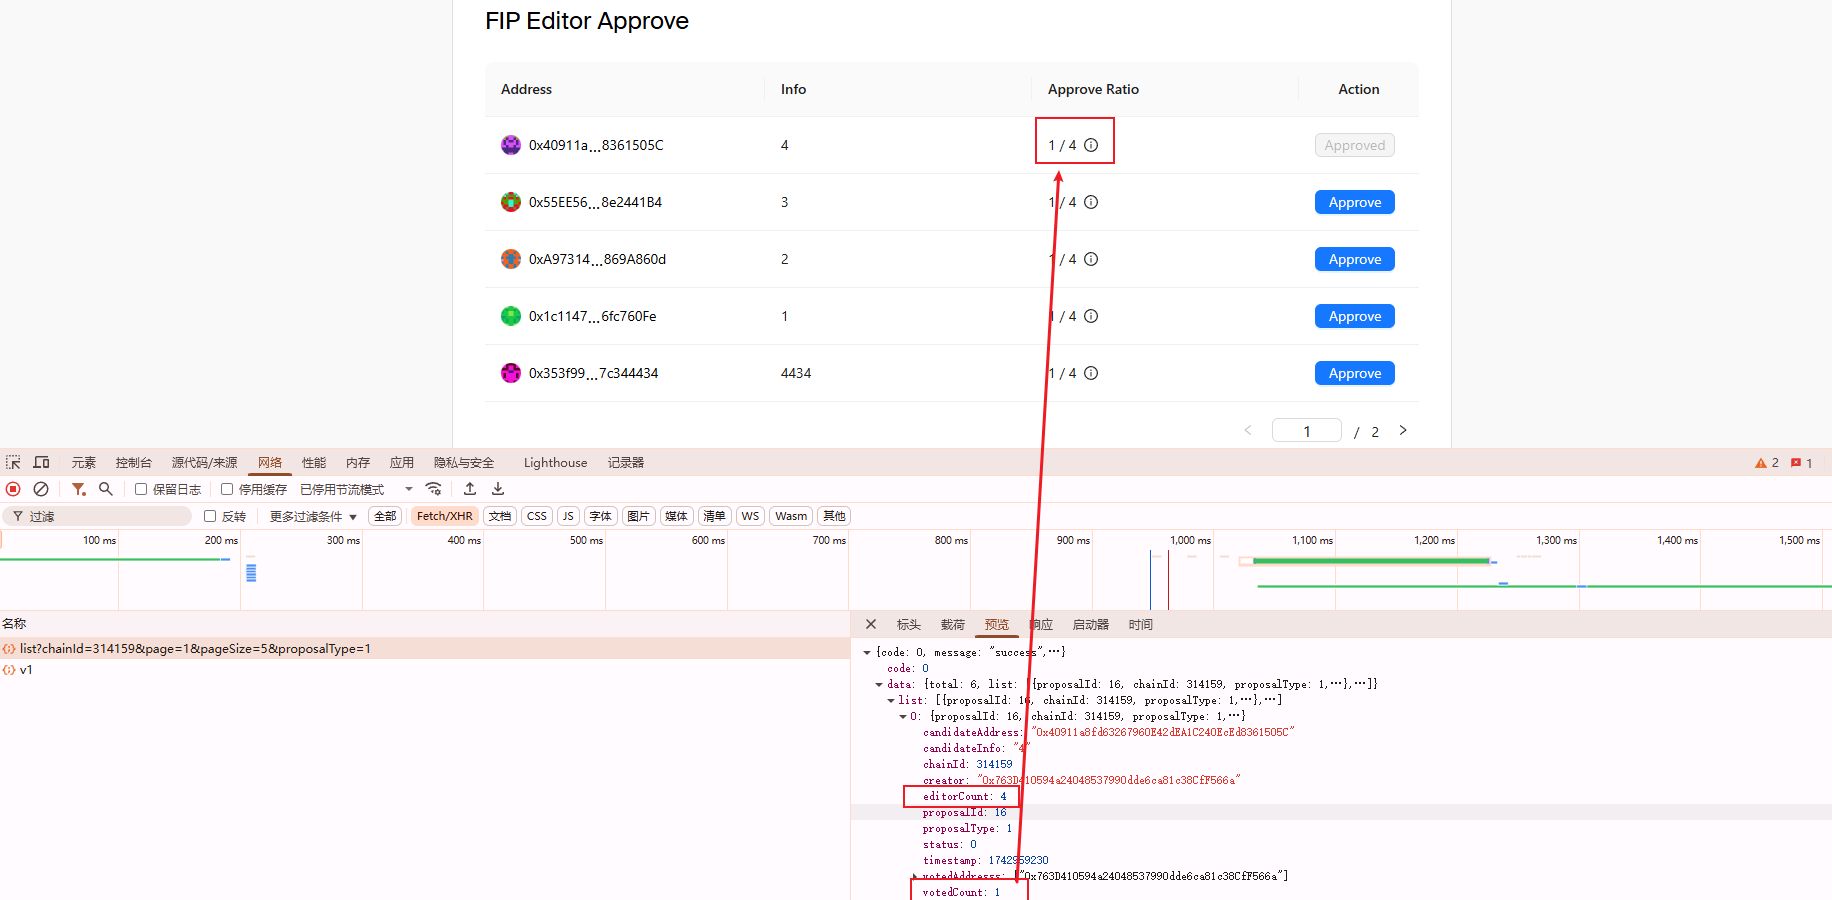 FIP Editor Approve
Address Info Approve Ratio Action
0x40911a...8361505C 4 1 / 4 Approved
0x55EE56...8e2441B4 3 1 / 4 Approve
0xA97314...869A860d 2 1 / 4 Approve
0x1c1147...6fc760Fe 1 1 / 4 Approve
0x353f99...7c344434 4434 1 / 4 Approve
< 1 / 2 >
元素 控制台 源代码/来源 网络 性能 内存 应用 隐私与安全 Lighthouse 记录器 2 1
保留日志 停用缓存 已停用节流模式
过滤 反转 更多过滤条件 全部 Fetch/XHR 文档 CSS JS 字体 图片 媒体 清单 WS Wasm 其他
100 ms 200 ms 300 ms 400 ms 500 ms 600 ms 700 ms 800 ms 900 ms 1,000 ms 1,100 ms 1,200 ms 1,300 ms 1,400 ms 1,500 ms
名称
list?chainId=314159&page=1&pageSize=5&proposalType=1
v1
标头 载荷 预览 响应 启动器 时间
{code: 0, message: "success",…}
code: 0
data: {total: 6, list: [{proposalId: 16, chainId: 314159, proposalType: 1,…},…]}
list: [{proposalId: 16, chainId: 314159, proposalType: 1,…},…]
0: {proposalId: 16, chainId: 314159, proposalType: 1,…}
candidateAddress: "0x40911a8fd63267960E42dEA1C240EcEd8361505C"
candidateInfo: "4"
chainId: 314159
creator: "0x763D410594a24048537990dde6ca81c38CfF566a"
editorCount: 4
proposalId: 16
proposalType: 1
status: 0
timestamp: 1742959230
votedAddresss: ["0x763D410594a24048537990dde6ca81c38CfF566a"]
votedCount: 1